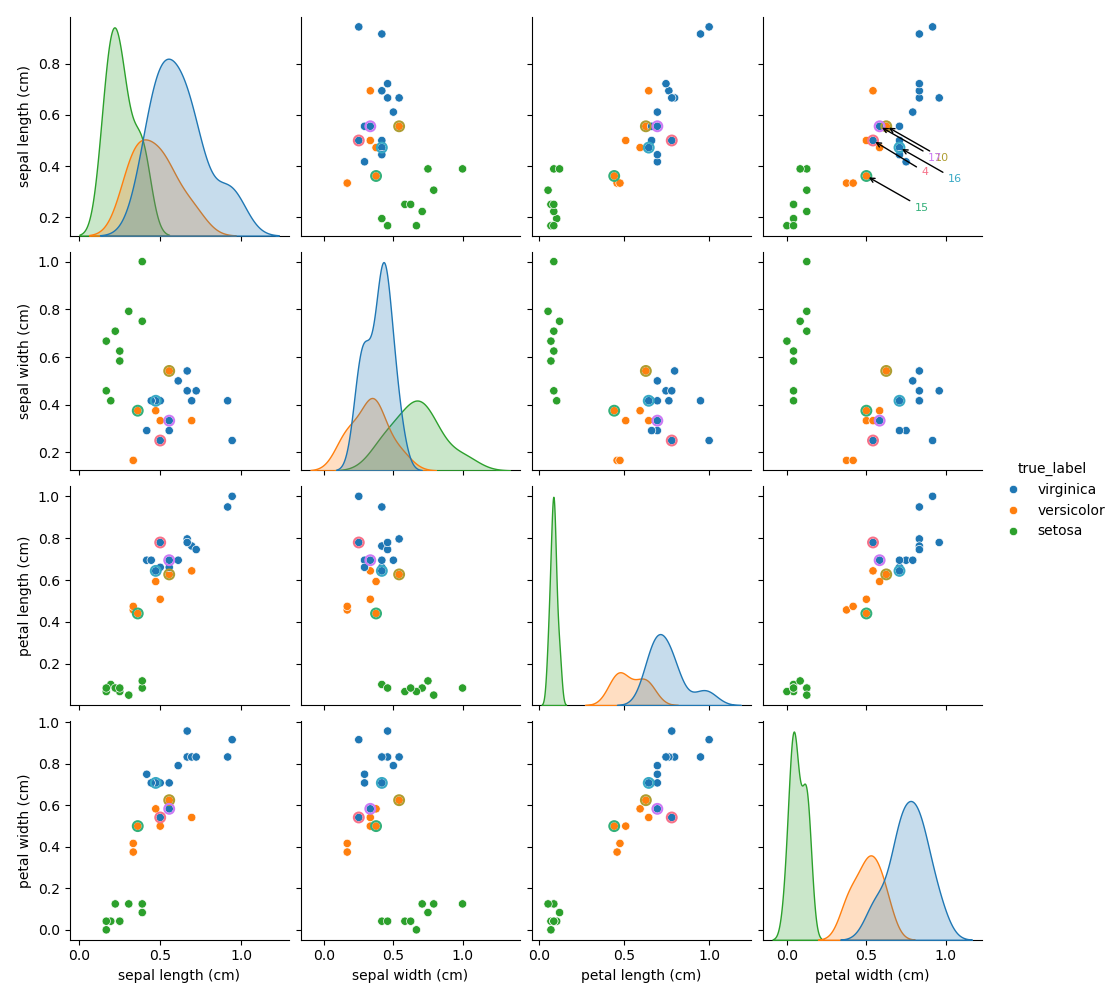 sepal length (cm)
0.8
0.6
0.4
0.2
17
10
4
16
15
sepal width (cm)
1.0
0.8
0.6
0.4
0.2
true_label
virginica
versicolor
setosa
petal length (cm)
1.0
0.8
0.6
0.4
0.2
petal width (cm)
1.0
0.8
0.6
0.4
0.2
0.0
0.0 0.5 1.0
0.0 0.5 1.0
0.0 0.5 1.0
0.0 0.5 1.0
sepal length (cm)
sepal width (cm)
petal length (cm)
petal width (cm)